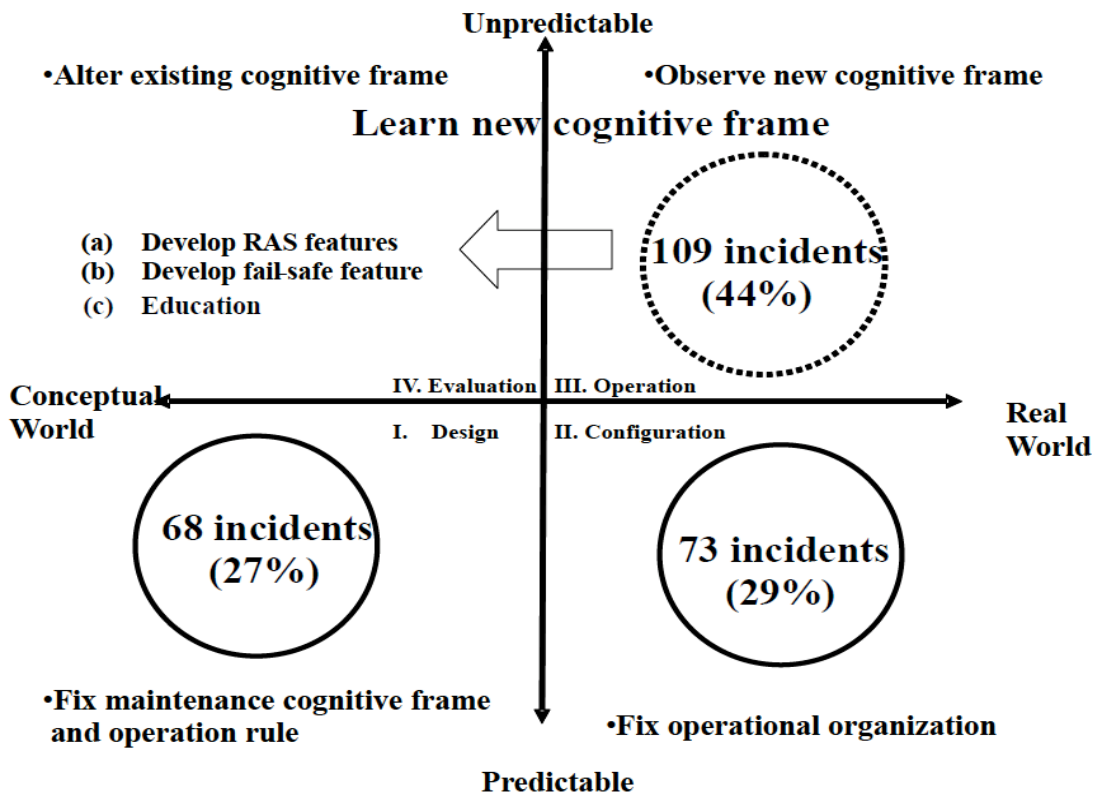 Unpredictable
•Alter existing cognitive frame
•Observe new cognitive frame
Learn new cognitive frame
(a) Develop RAS features
(b) Develop fail-safe feature
(c) Education
109 incidents
(44%)
Conceptual
World
IV. Evaluation
III. Operation
I. Design
II. Configuration
Real
World
68 incidents
(27%)
73 incidents
(29%)
•Fix maintenance cognitive frame
and operation rule
•Fix operational organization
Predictable